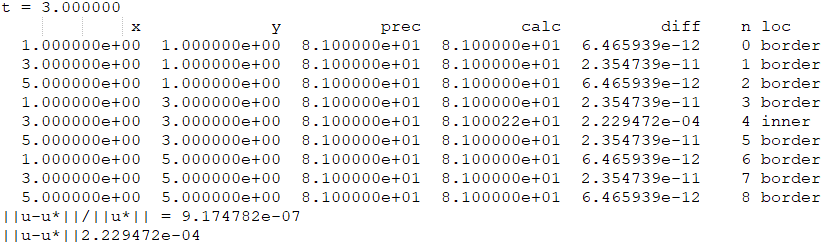 t = 3.000000
x y prec calc diff n loc
1.000000e+00 1.000000e+00 8.100000e+01 8.100000e+01 6.465939e-12 0 border
3.000000e+00 1.000000e+00 8.100000e+01 8.100000e+01 2.354739e-11 1 border
5.000000e+00 1.000000e+00 8.100000e+01 8.100000e+01 6.465939e-12 2 border
1.000000e+00 3.000000e+00 8.100000e+01 8.100000e+01 2.354739e-11 3 border
3.000000e+00 3.000000e+00 8.100000e+01 8.100022e+01 2.229472e-04 4 inner
5.000000e+00 3.000000e+00 8.100000e+01 8.100000e+01 2.354739e-11 5 border
1.000000e+00 5.000000e+00 8.100000e+01 8.100000e+01 6.465939e-12 6 border
3.000000e+00 5.000000e+00 8.100000e+01 8.100000e+01 2.354739e-11 7 border
5.000000e+00 5.000000e+00 8.100000e+01 8.100000e+01 6.465939e-12 8 border
||u-u*||/||u*|| = 9.174782e-07
||u-u*||2.229472e-04